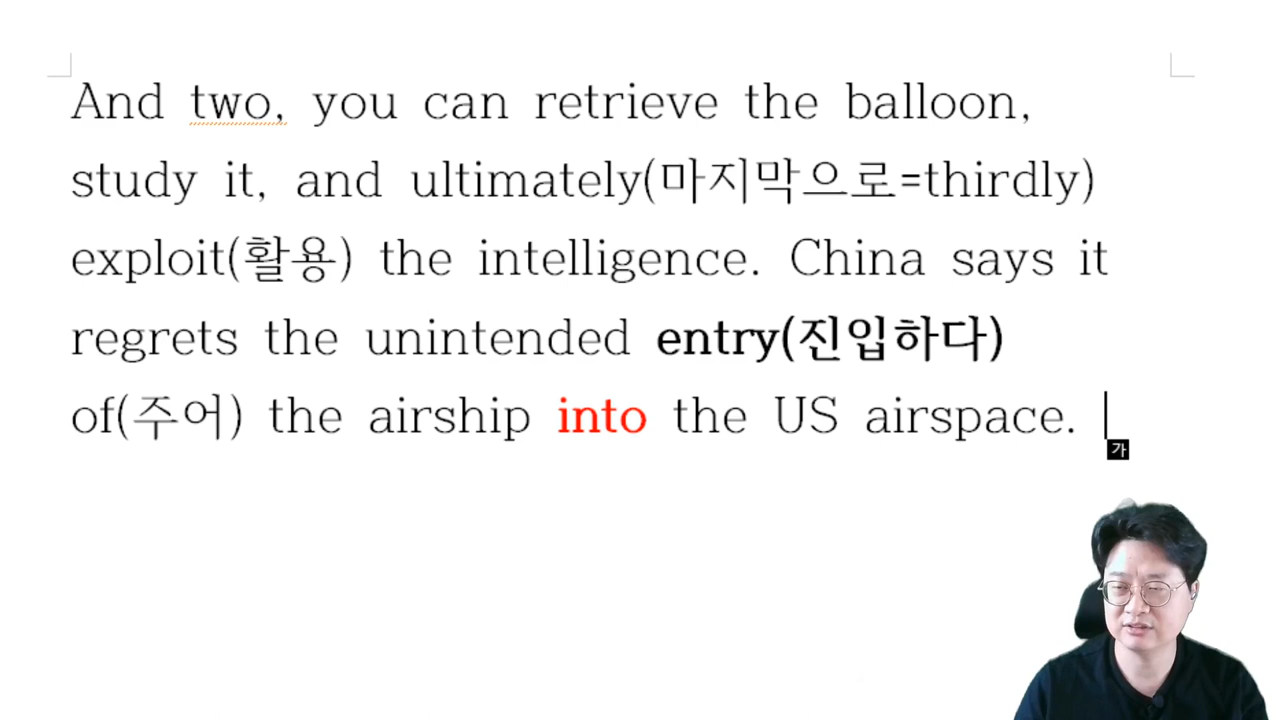 And two, you can retrieve the balloon,
study it, and ultimately(마지막으로=thirdly)
exploit(활용) the intelligence. China says it
regrets the unintended entry(진입하다)
of(주어) the airship into the US airspace.
가